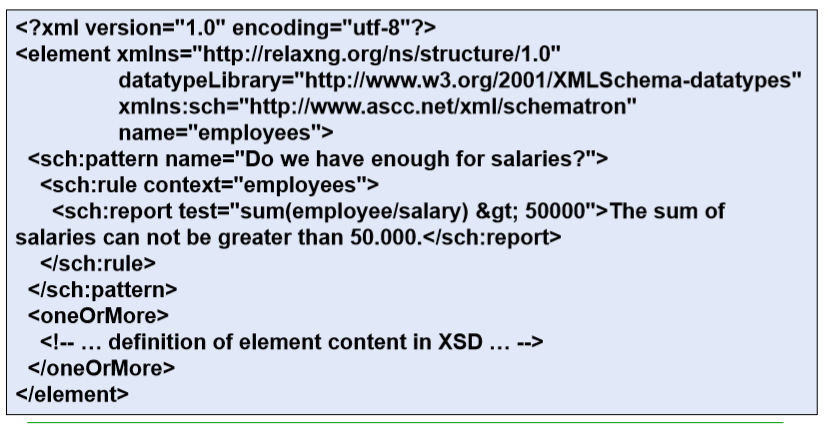 <?xml version="1.0" encoding="utf-8"?>
<element xmlns="http://relaxng.org/ns/structure/1.0"
datatypeLibrary="http://www.w3.org/2001/XMLSchema-datatypes"
xmlns:sch="http://www.ascc.net/xml/schematron"
name="employees">
<sch:pattern name="Do we have enough for salaries?">
<sch:rule context="employees">
<sch:report test="sum(employee/salary) &gt; 50000">The sum of
salaries can not be greater than 50.000.</sch:report>
</sch:rule>
</sch:pattern>
<oneOrMore>
<!-- … definition of element content in XSD … -->
</oneOrMore>
</element>